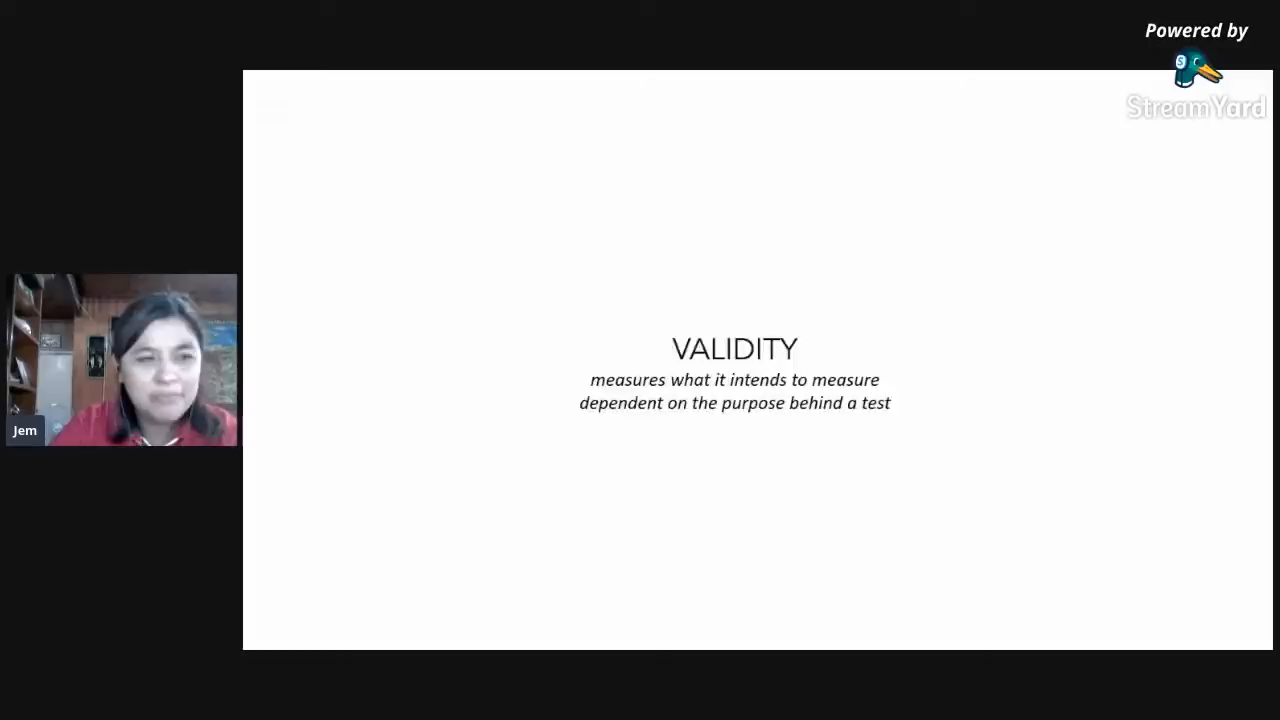 Powered by
StreamYard
VALIDITY
measures what it intends to measure
dependent on the purpose behind a test
Jem